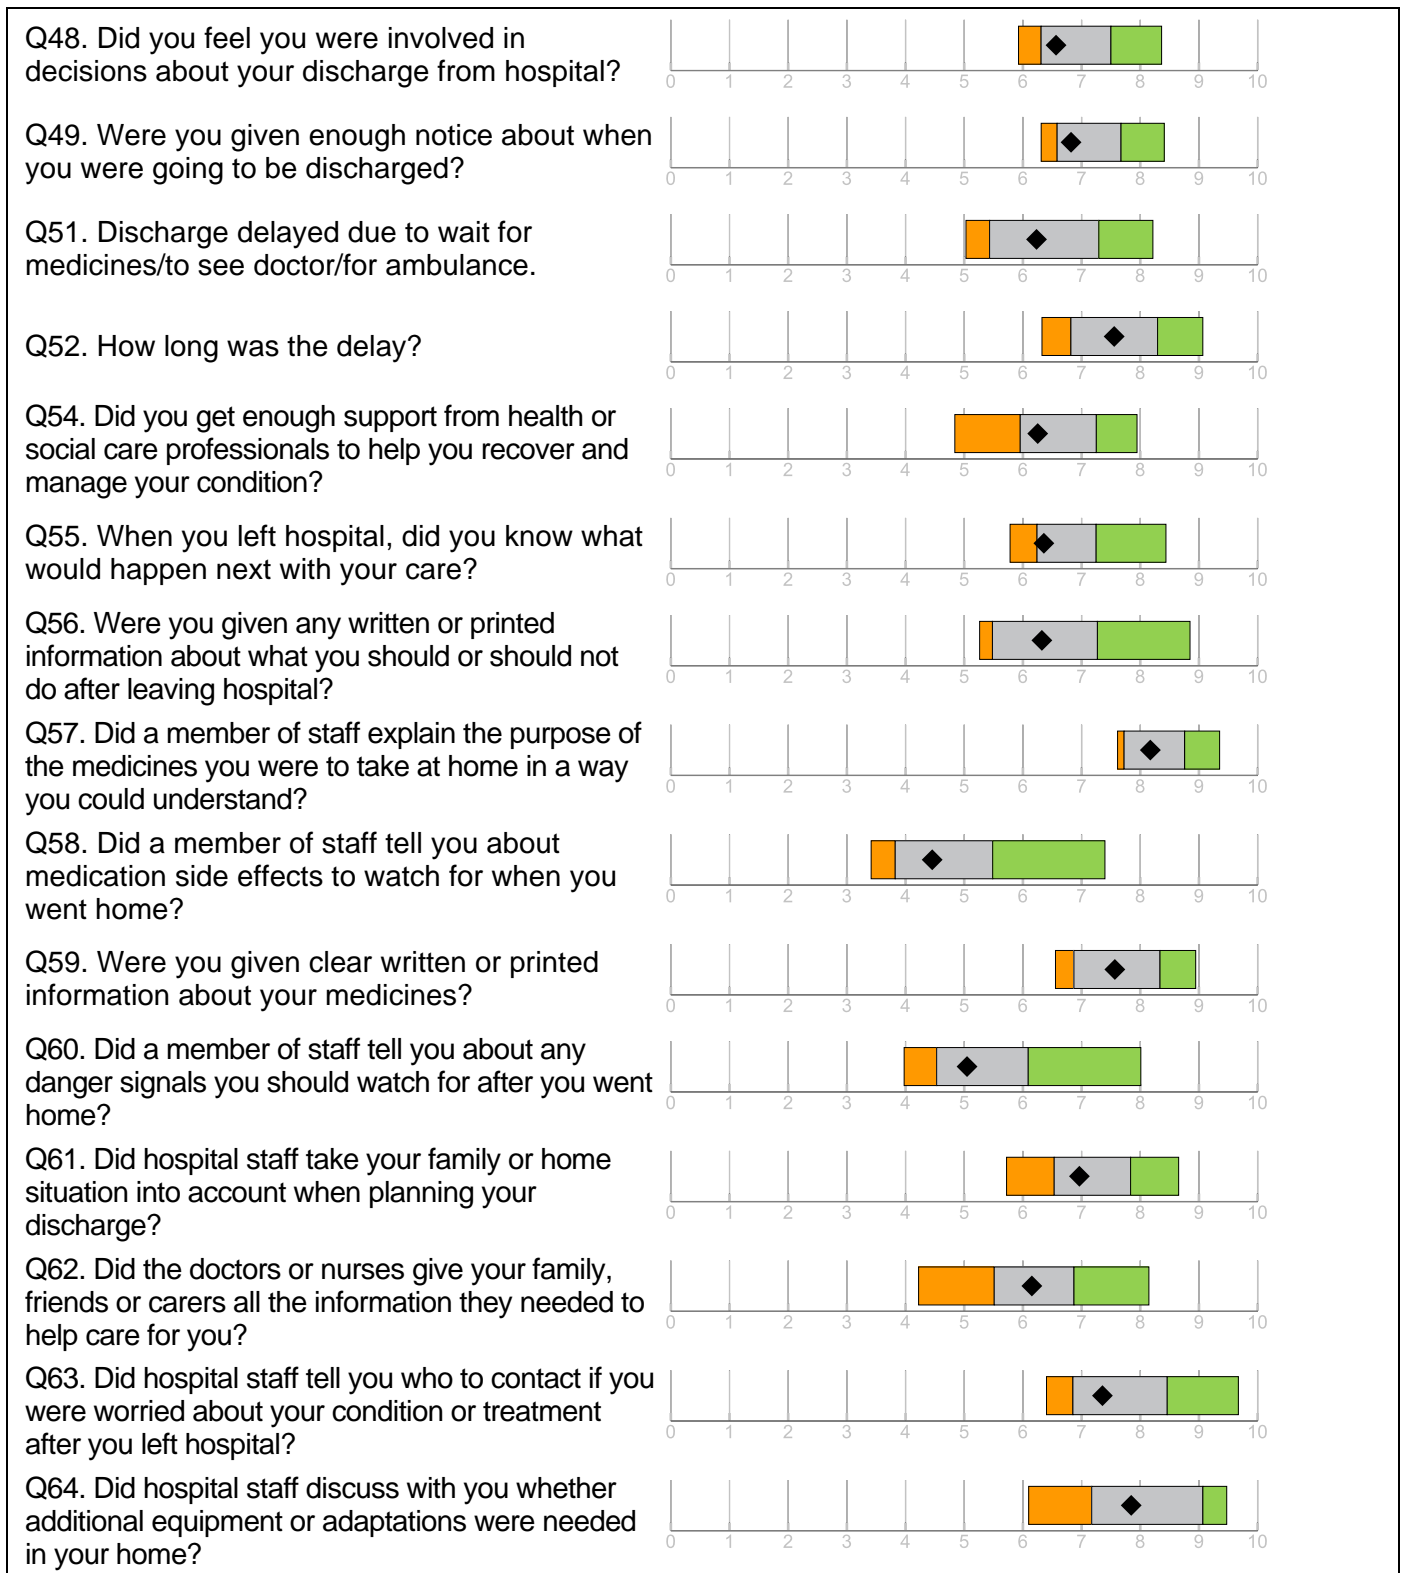 Q48. Did you feel you were involved in
decisions about your discharge from hospital?
0 1 2 3 4 5 6 7 8 9 10
Q49. Were you given enough notice about when
you were going to be discharged?
0 1 2 3 4 5 6 7 8 9 10
Q51. Discharge delayed due to wait for
medicines/to see doctor/for ambulance.
0 1 2 3 4 5 6 7 8 9 10
Q52. How long was the delay?
0 1 2 3 4 5 6 7 8 9 10
Q54. Did you get enough support from health or
social care professionals to help you recover and
manage your condition?
0 1 2 3 4 5 6 7 8 9 10
Q55. When you left hospital, did you know what
would happen next with your care?
0 1 2 3 4 5 6 7 8 9 10
Q56. Were you given any written or printed
information about what you should or should not
do after leaving hospital?
0 1 2 3 4 5 6 7 8 9 10
Q57. Did a member of staff explain the purpose of
the medicines you were to take at home in a way
you could understand?
0 1 2 3 4 5 6 7 8 9 10
Q58. Did a member of staff tell you about
medication side effects to watch for when you
went home?
0 1 2 3 4 5 6 7 8 9 10
Q59. Were you given clear written or printed
information about your medicines?
0 1 2 3 4 5 6 7 8 9 10
Q60. Did a member of staff tell you about any
danger signals you should watch for after you went
home?
0 1 2 3 4 5 6 7 8 9 10
Q61. Did hospital staff take your family or home
situation into account when planning your
discharge?
0 1 2 3 4 5 6 7 8 9 10
Q62. Did the doctors or nurses give your family,
friends or carers all the information they needed to
help care for you?
0 1 2 3 4 5 6 7 8 9 10
Q63. Did hospital staff tell you who to contact if you
were worried about your condition or treatment
after you left hospital?
0 1 2 3 4 5 6 7 8 9 10
Q64. Did hospital staff discuss with you whether
additional equipment or adaptations were needed
in your home?
0 1 2 3 4 5 6 7 8 9 10